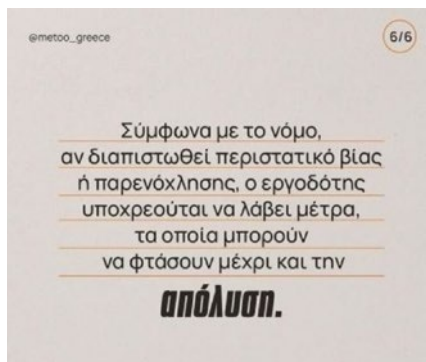 @metoo_greece
6/6
Σύμφωνα με το νόμο,
αν διαπιστωθεί περιστατικό βίας
ή παρενόχλησης, ο εργοδότης
υποχρεούται να λάβει μέτρα,
τα οποία μπορούν
να φτάσουν μέχρι και την
απόλυση.